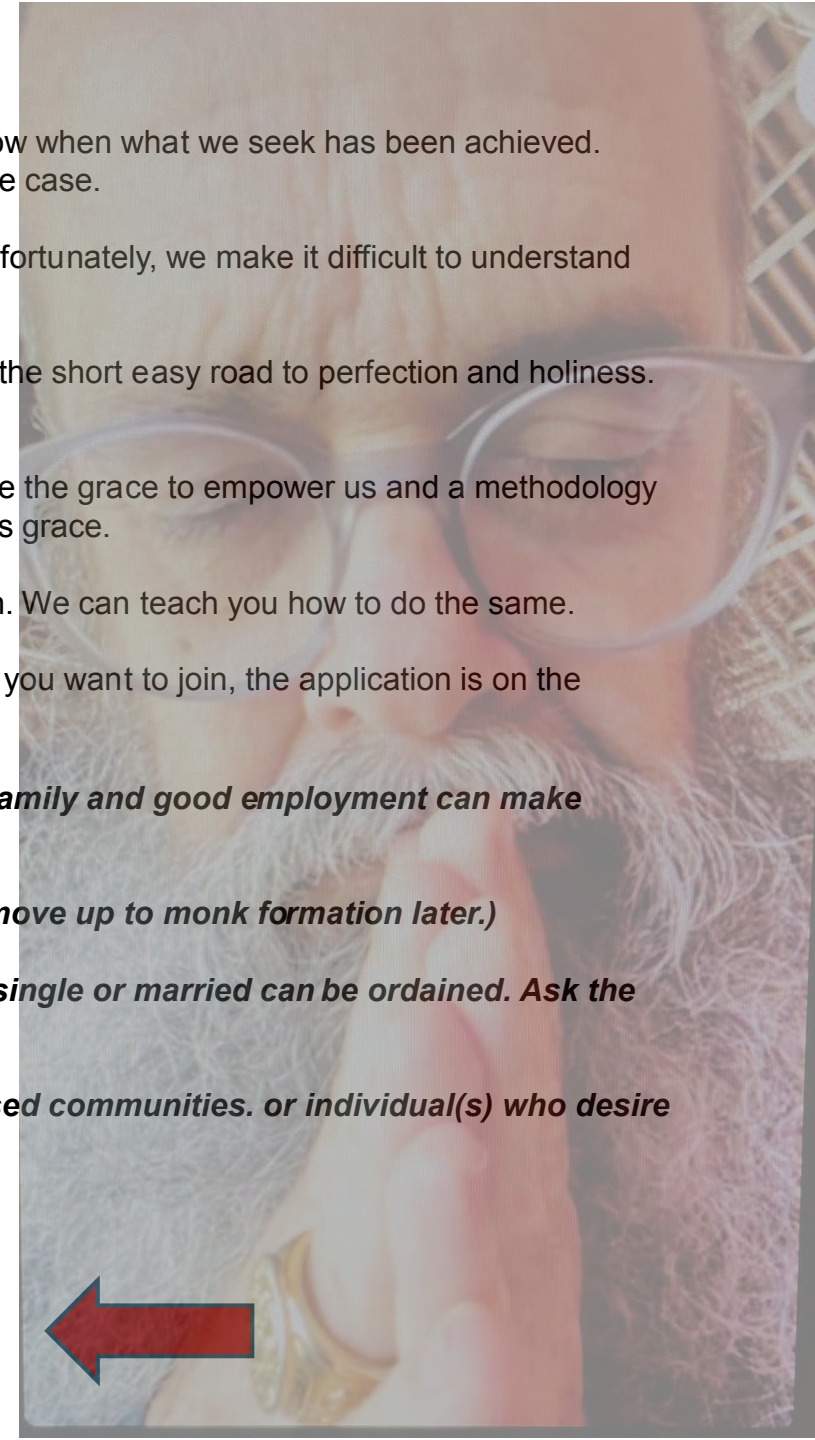 ow when what we seek has been achieved.
e case.
fortunately, we make it difficult to understand
the short easy road to perfection and holiness.
e the grace to empower us and a methodology
s grace.
. We can teach you how to do the same.
you want to join, the application is on the
amily and good employment can make
move up to monk formation later.)
single or married can be ordained. Ask the
sed communities. or individual(s) who desire